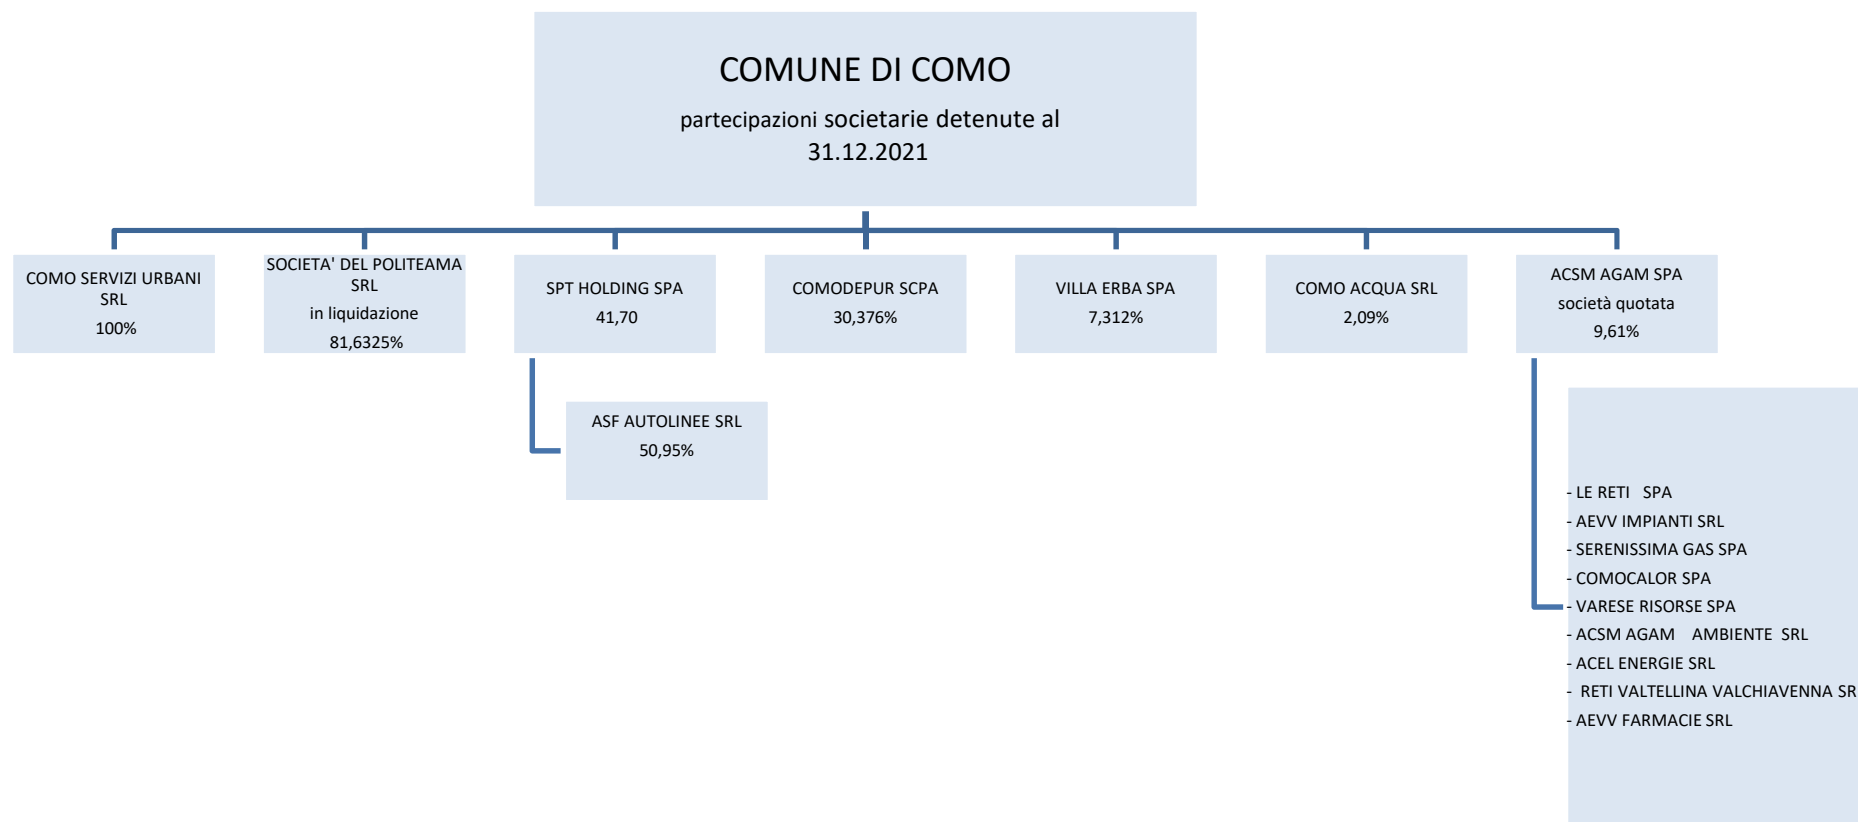 COMUNE DI COMO
partecipazioni societarie detenute al
31.12.2021
COMO SERVIZI URBANI
SRL
100%
SOCIETA' DEL POLITEAMA
SRL
in liquidazione
81,6325%
SPT HOLDING SPA
41,70
COMODEPUR SCPA
30,376%
VILLA ERBA SPA
7,312%
COMO ACQUA SRL
2,09%
ACSM AGAM SPA
società quotata
9,61%
ASF AUTOLINEE SRL
50,95%
- LE RETI SPA
- AEVV IMPIANTI SRL
- SERENISSIMA GAS SPA
- COMOCALOR SPA
- VARESE RISORSE SPA
- ACSM AGAM AMBIENTE SRL
- ACEL ENERGIE SRL
- RETI VALTELLINA VALCHIAVENNA SR
- AEVV FARMACIE SRL